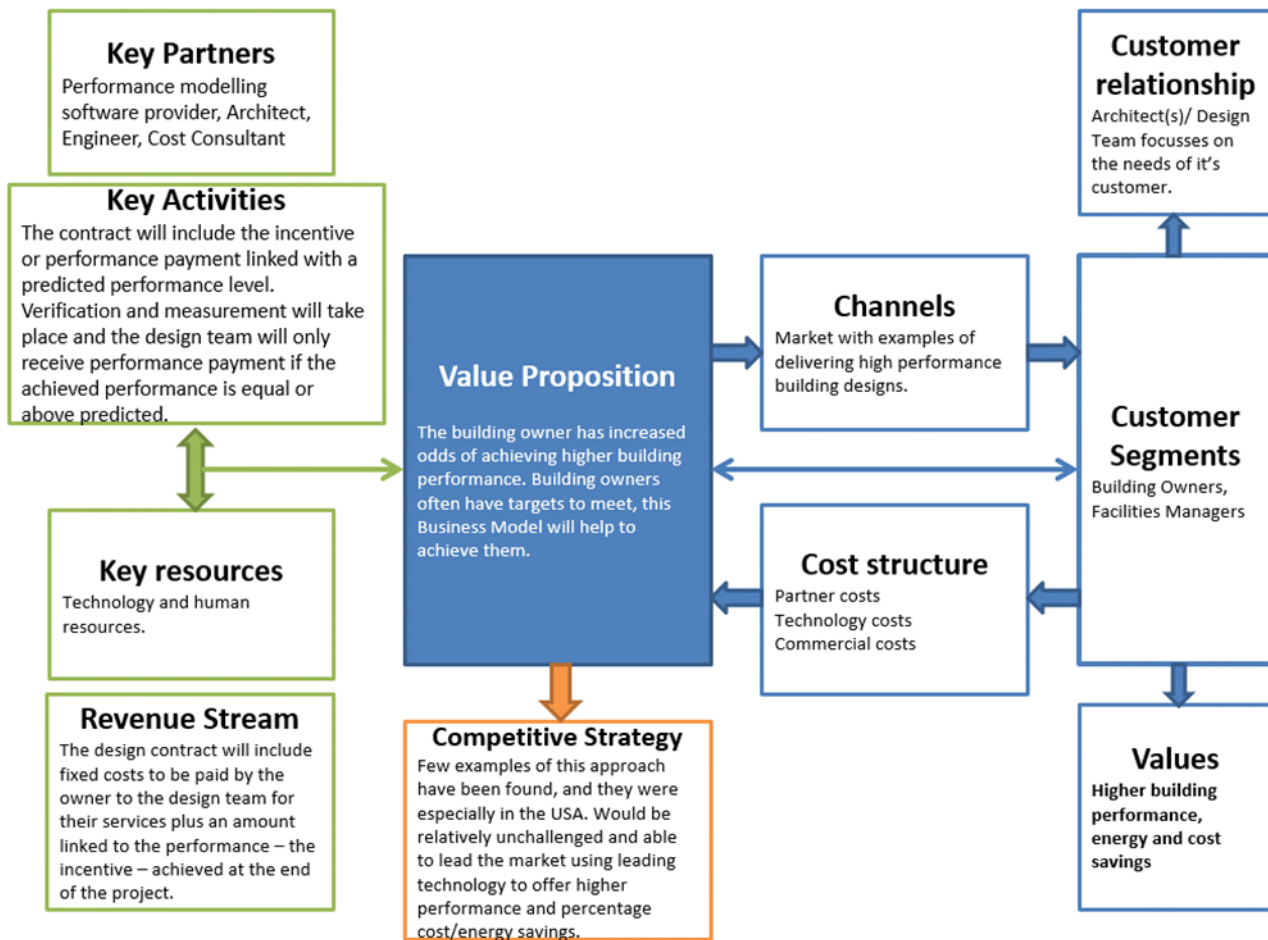 Key Partners
Performance modelling
software provider, Architect,
Engineer, Cost Consultant
Key Activities
The contract will include the incentive
or performance payment linked with a
predicted performance level.
Verification and measurement will take
place and the design team will only
receive performance payment if the
achieved performance is equal or
above predicted.
Key resources
Technology and human
resources.
Revenue Stream
The design contract will include
fixed costs to be paid by the
owner to the design team for
their services plus an amount
linked to the performance – the
incentive – achieved at the end
of the project.
Value Proposition
The building owner has increased
odds of achieving higher building
performance. Building owners
often have targets to meet, this
Business Model will help to
achieve them.
Competitive Strategy
Few examples of this approach
have been found, and they were
especially in the USA. Would be
relatively unchallenged and able
to lead the market using leading
technology to offer higher
performance and percentage
cost/energy savings.
Channels
Market with examples of
delivering high performance
building designs.
Cost structure
Partner costs
Technology costs
Commercial costs
Customer
relationship
Architect(s)/ Design
Team focusses on
the needs of it's
customer.
Customer
Segments
Building Owners,
Facilities Managers
Values
Higher building
performance,
energy and cost
savings